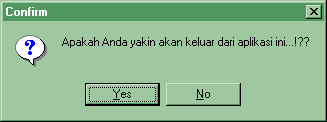 Confirm
Apakah Anda yakin akan keluar dari aplikasi ini...!??
Yes No